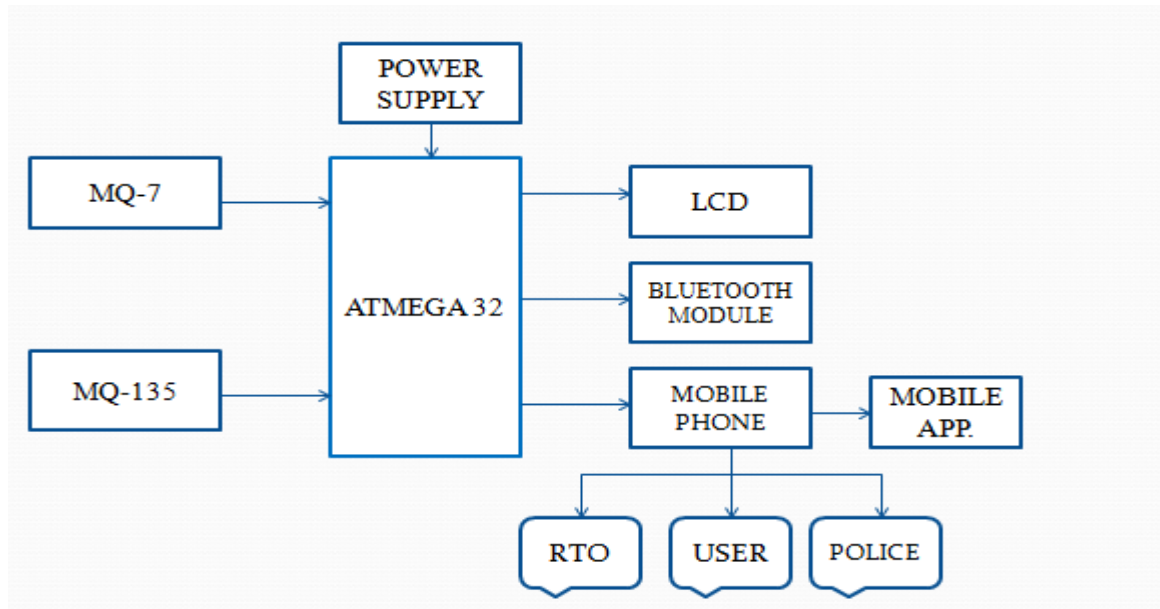 POWER
SUPPLY
MQ-7
LCD
ATMEGA 32
BLUETOOTH
MODULE
MQ-135
MOBILE
PHONE
MOBILE
APP.
RTO
USER
POLICE